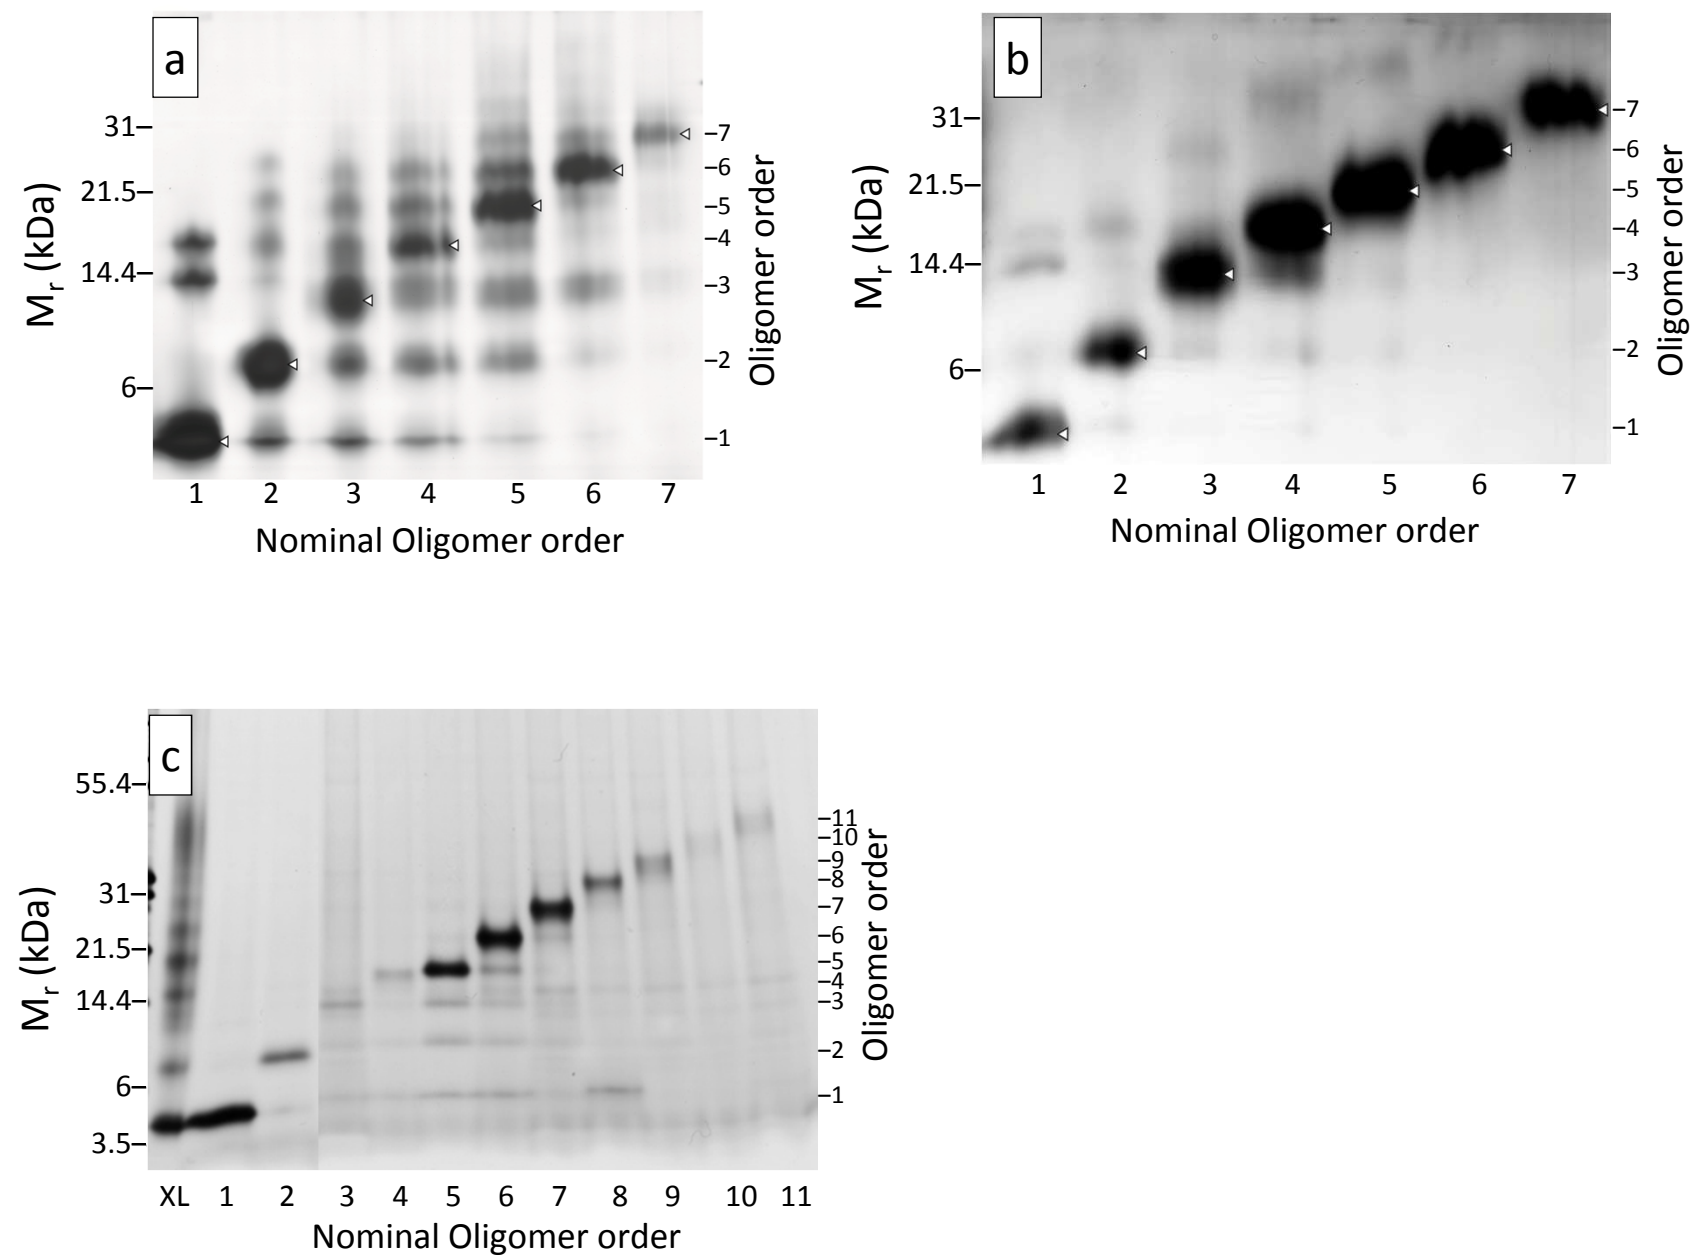 a
M_r (kDa)
31–
21.5–
14.4–
6–
–7
–6
–5
–4
–3
–2
–1
Oligomer order
1 2 3 4 5 6 7
Nominal Oligomer order
b
M_r (kDa)
31–
21.5–
14.4–
6–
–7
–6
–5
–4
–3
–2
–1
Oligomer order
1 2 3 4 5 6 7
Nominal Oligomer order
c
M_r (kDa)
55.4–
31–
21.5–
14.4–
6–
3.5–
–11
–10
–9
–8
–7
–6
–5
–4
–3
–2
–1
Oligomer order
XL 1 2 3 4 5 6 7 8 9 10 11
Nominal Oligomer order